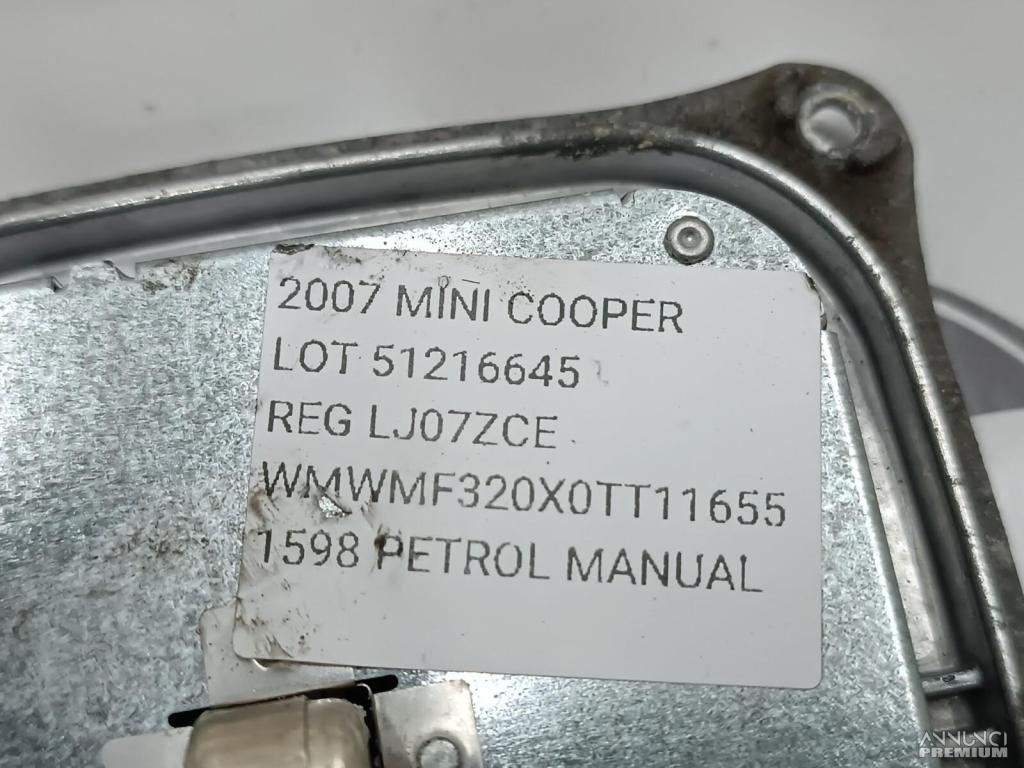 2007 MINI COOPER
LOT 51216645
REG LJ07ZCE
WMWMF320X0TT11655
1598 PETROL MANUAL
ANNUNCI
PREMIUM